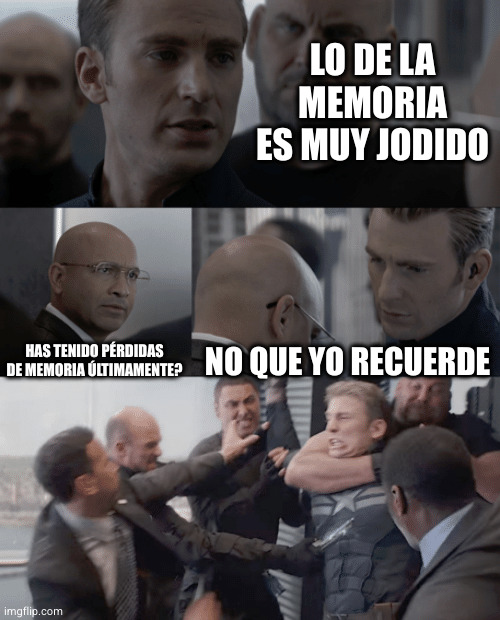 LO DE LA
MEMORIA
ES MUY JODIDO
HAS TENIDO PÉRDIDAS
DE MEMORIA ÚLTIMAMENTE?
NO QUE YO RECUERDE
imgflip.com